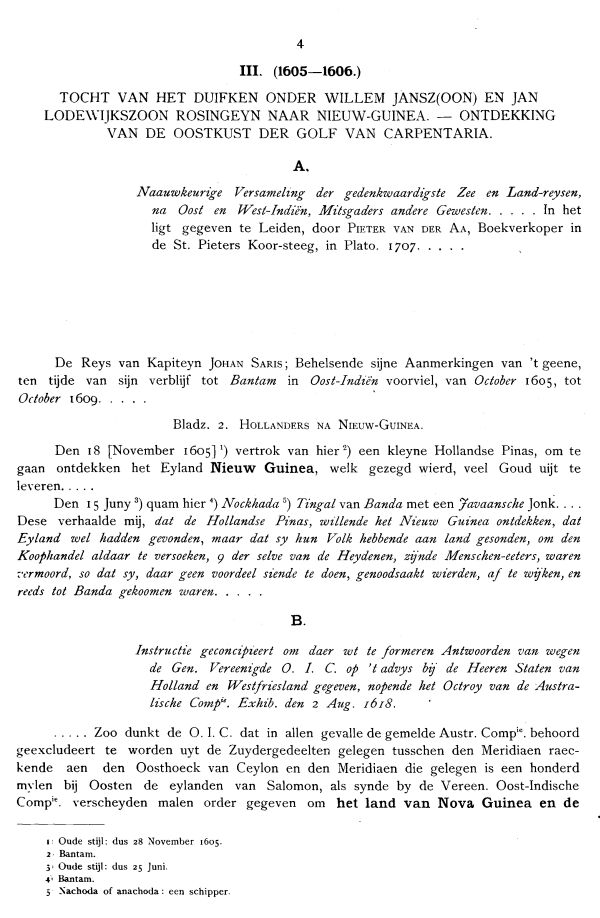 4
III. (1605—1606.)
TOCHT VAN HET DUIFKEN ONDER WILLEM JANSZ(OON) EN JAN
LODEWIJKSZOON ROSINGEYN NAAR NIEUW-GUINEA. — ONTDEKKING
VAN DE OOSTKUST DER GOLF VAN CARPENTARIA.
A.
Naauwkeurige Versameling der gedenkwaardigste Zee en Land-reysen,
na Oost en West-Indiën, Mitsgaders andere Gewesten. . . . . In het
ligt gegeven te Leiden, door PIETER VAN DER AA, Boekverkoper in
de St. Pieters Koor-steeg, in Plato. 1707. . . . .
De Reys van Kapiteyn JOHAN SARIS; Behelsende sijne Aanmerkingen van 't geene,
ten tijde van sijn verblijf tot Bantam in Oost-Indiën voorviel, van October 1605, tot
October 1609. . . . .
Bladz. 2. HOLLANDERS NA NIEUW-GUINEA.
Den 18 [November 1605] ¹) vertrok van hier ²) een kleyne Hollandse Pinas, om te
gaan ontdekken het Eyland Nieuw Guinea, welk gezegd wierd, veel Goud uijt te
leveren. . . . .
Den 15 Juny ³) quam hier ⁴) Nockhada ⁵) Tingal van Banda met een Javaansche Jonk. . . .
Dese verhaalde mij, dat de Hollandse Pinas, willende het Nieuw Guinea ontdekken, dat
Eyland wel hadden gevonden, maar dat sy hun Volk hebbende aan land gesonden, om den
Koophandel aldaar te versoeken, 9 der selve van de Heydenen, zijnde Menschen-eeters, waren
vermoord, so dat sy, daar geen voordeel siende te doen, genoodsaakt wierden, af te wijken, en
reeds tot Banda gekoomen waren. . . . .
B.
Instructie geconcipieert om daer wt te formeren Antwoorden van wegen
de Gen. Vereenigde O. I. C. op 't advys bij de Heeren Staten van
Holland en Westfriesland gegeven, nopende het Octroy van de Austra-
lische Compie. Exhib. den 2 Aug. 1618.
. . . . . Zoo dunkt de O. I. C. dat in allen gevalle de gemelde Austr. Compie. behoord
geëxcludeert te worden uyt de Zuydergedeelten gelegen tusschen den Meridiaen raec-
kende aen den Oosthoeck van Ceylon en den Meridiaen die gelegen is een honderd
mylen bij Oosten de eylanden van Salomon, als synde by de Vereen. Oost-Indische
Compie. verscheyden malen order gegeven om het land van Nova Guinea en de
1) Oude stijl: dus 28 November 1605.
2) Bantam.
3) Oude stijl: dus 25 Juni.
4) Bantam.
5) Nachoda of anachoda: een schipper.